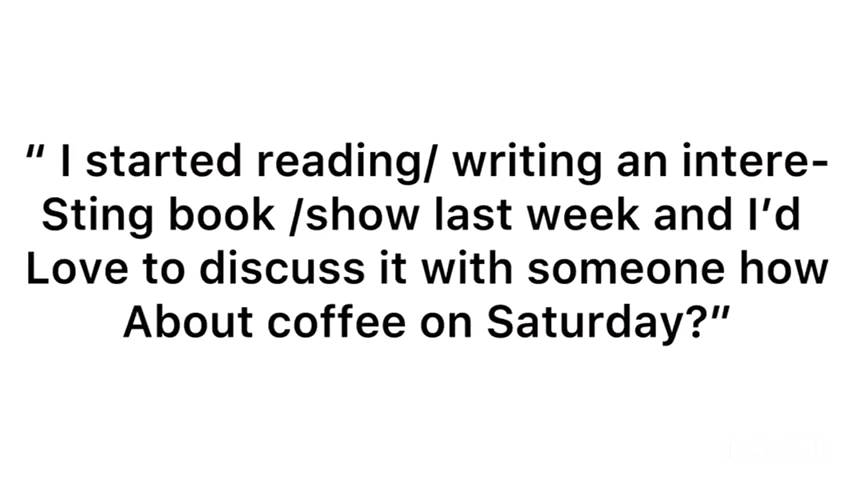 “ I started reading/ writing an intere-
Sting book /show last week and I’d
Love to discuss it with someone how
About coffee on Saturday?”